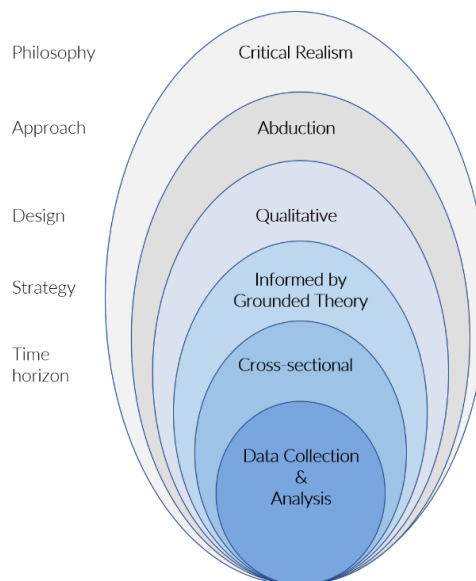 Philosophy
Critical Realism
Approach
Abduction
Design
Qualitative
Strategy
Informed by
Grounded Theory
Time
horizon
Cross-sectional
Data Collection
&
Analysis